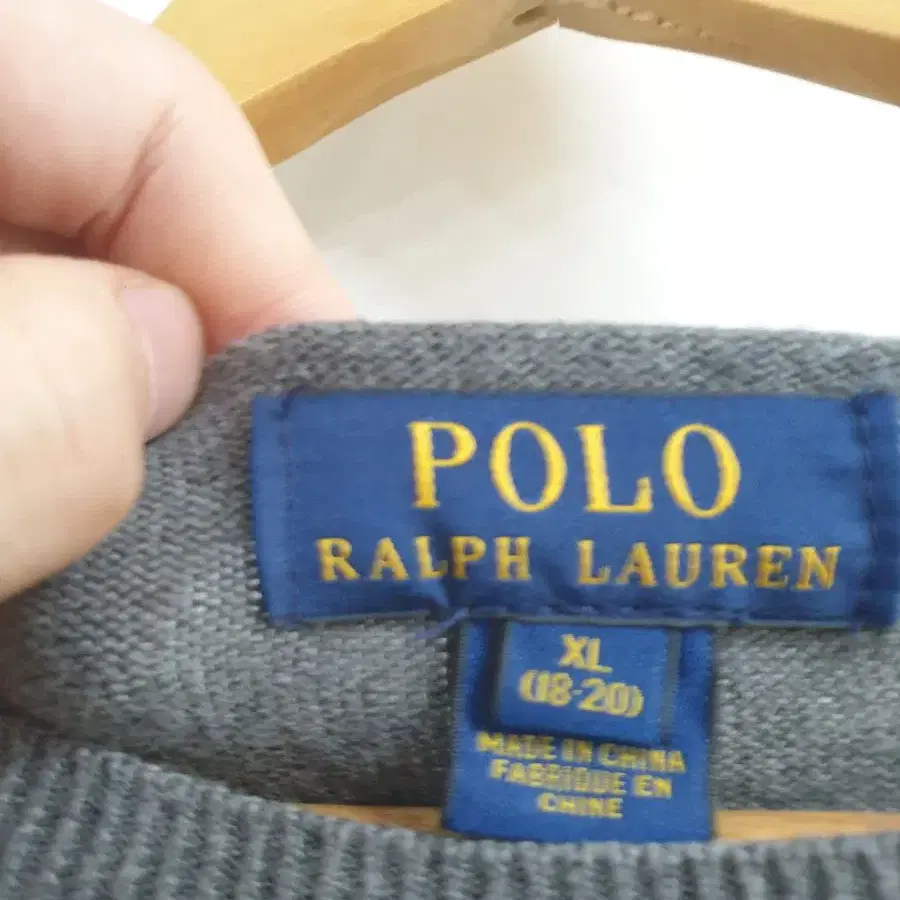 POLO
RALPH LAUREN
XL
(18-20)
MADE IN CHINA
FABRIQUE EN
CHINE